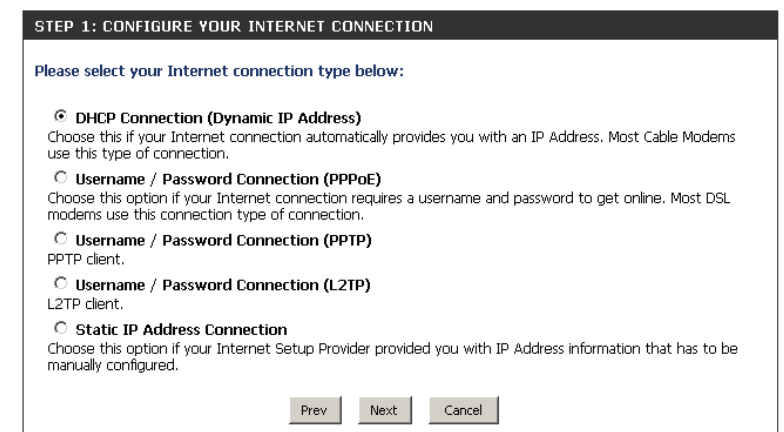 STEP 1: CONFIGURE YOUR INTERNET CONNECTION
Please select your Internet connection type below:
DHCP Connection (Dynamic IP Address)
Choose this if your Internet connection automatically provides you with an IP Address. Most Cable Modems
use this type of connection.
Username / Password Connection (PPPoE)
Choose this option if your Internet connection requires a username and password to get online. Most DSL
modems use this connection type of connection.
Username / Password Connection (PPTP)
PPTP client.
Username / Password Connection (L2TP)
L2TP client.
Static IP Address Connection
Choose this option if your Internet Setup Provider provided you with IP Address information that has to be
manually configured.
Prev Next Cancel